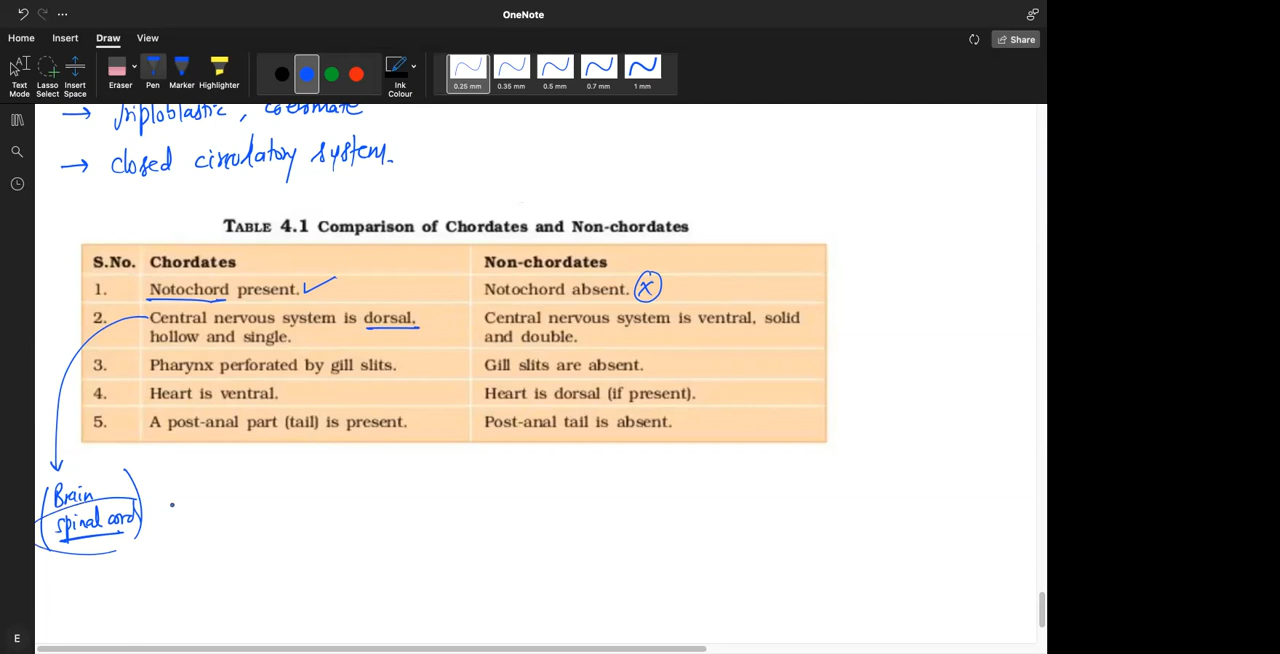 OneNote
Home Insert Draw View
Share
Text Mode
Lasso Select
Insert Space
Eraser
Pen
Marker
Highlighter
Ink Colour
0.25 mm
0.35 mm
0.5 mm
0.7 mm
1 mm
→ Triploblastic, coelomate
→ closed circulatory system.
TABLE 4.1 Comparison of Chordates and Non-chordates
S.No. Chordates Non-chordates
1. Notochord present. ✓ Notochord absent. x
2. Central nervous system is dorsal, Central nervous system is ventral, solid
hollow and single. and double.
3. Pharynx perforated by gill slits. Gill slits are absent.
4. Heart is ventral. Heart is dorsal (if present).
5. A post-anal part (tail) is present. Post-anal tail is absent.
Brain
spinal cord
E